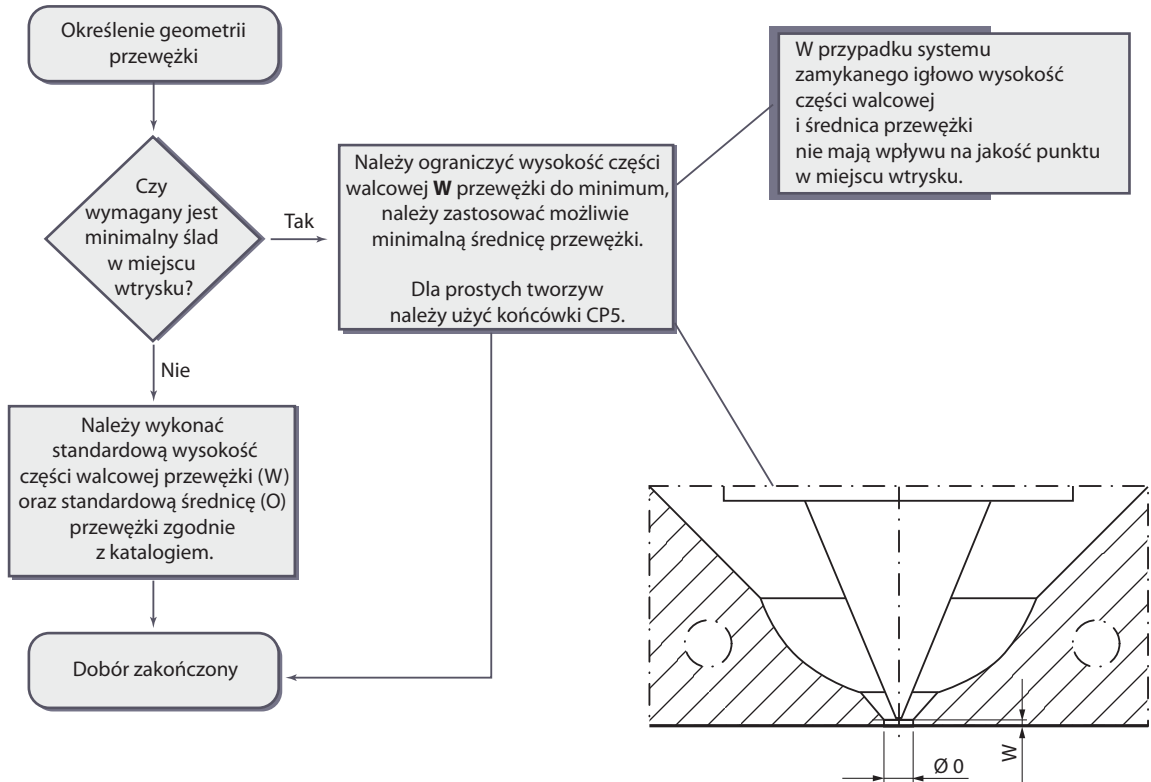 Określenie geometrii
przewężki
Czy
wymagany jest
minimalny ślad
w miejscu
wtrysku?
Tak
Nie
Należy ograniczyć wysokość części
walcowej W przewężki do minimum,
należy zastosować możliwie
minimalną średnicę przewężki.
Dla prostych tworzyw
należy użyć końcówki CP5.
W przypadku systemu
zamykanego igłowo wysokość
części walcowej
i średnica przewężki
nie mają wpływu na jakość punktu
w miejscu wtrysku.
Należy wykonać
standardową wysokość
części walcowej przewężki (W)
oraz standardową średnicę (O)
przewężki zgodnie
z katalogiem.
Dobór zakończony
Ø 0
W